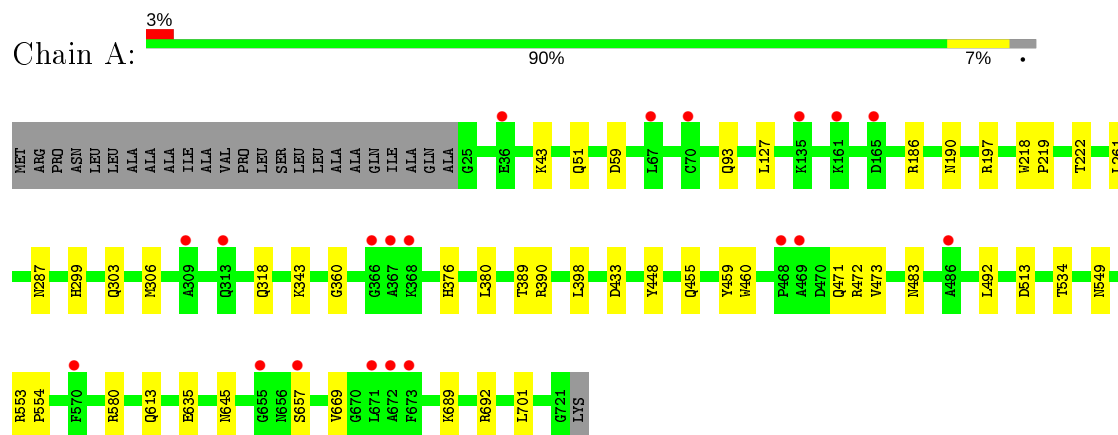 3%
Chain A:
90% 7%
MET ARG PRO ASN LEU LEU ALA ALA ALA ILE ALA VAL PRO LEU SER LEU LEU ALA ALA GLN ILE ALA GLN ALA G25 E36 K43 Q51 D59 L67 C70 Q93 L127 K135 K161 D165 R186 N190 R197 W218 P219 T222 L261
N287 H299 Q303 M306 A309 Q313 Q318 K343 G360 G366 A367 K368 H376 L380 T389 R390 L398 D433 Y448 Q455 Y459 W460 P468 A469 D470 Q471 R472 V473 N483 A486 L492 D513 T534 N549
R553 P554 F570 R580 Q613 E635 N645 G655 N656 S657 V669 G670 L671 A672 F673 K689 R692 L701 G721 LYS